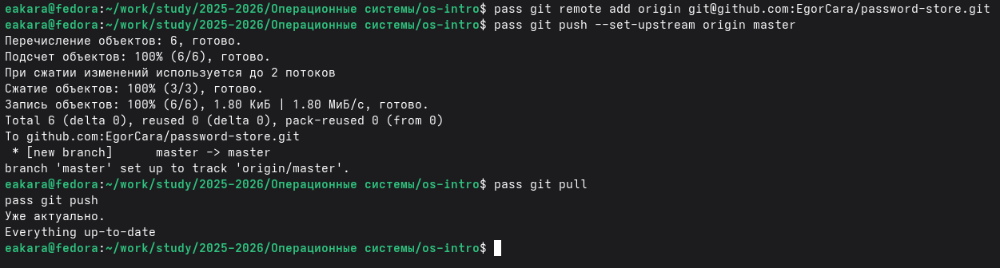 eakara@fedora:~/work/study/2025-2026/Операционные системы/os-intro$ pass git remote add origin git@github.com:EgorCara/password-store.git
eakara@fedora:~/work/study/2025-2026/Операционные системы/os-intro$ pass git push --set-upstream origin master
Перечисление объектов: 6, готово.
Подсчет объектов: 100% (6/6), готово.
При сжатии изменений используется до 2 потоков
Сжатие объектов: 100% (3/3), готово.
Запись объектов: 100% (6/6), 1.80 КиБ | 1.80 МиБ/с, готово.
Total 6 (delta 0), reused 0 (delta 0), pack-reused 0 (from 0)
To github.com:EgorCara/password-store.git
 * [new branch]      master -> master
branch 'master' set up to track 'origin/master'.
eakara@fedora:~/work/study/2025-2026/Операционные системы/os-intro$ pass git pull
pass git push
Уже актуально.
Everything up-to-date
eakara@fedora:~/work/study/2025-2026/Операционные системы/os-intro$